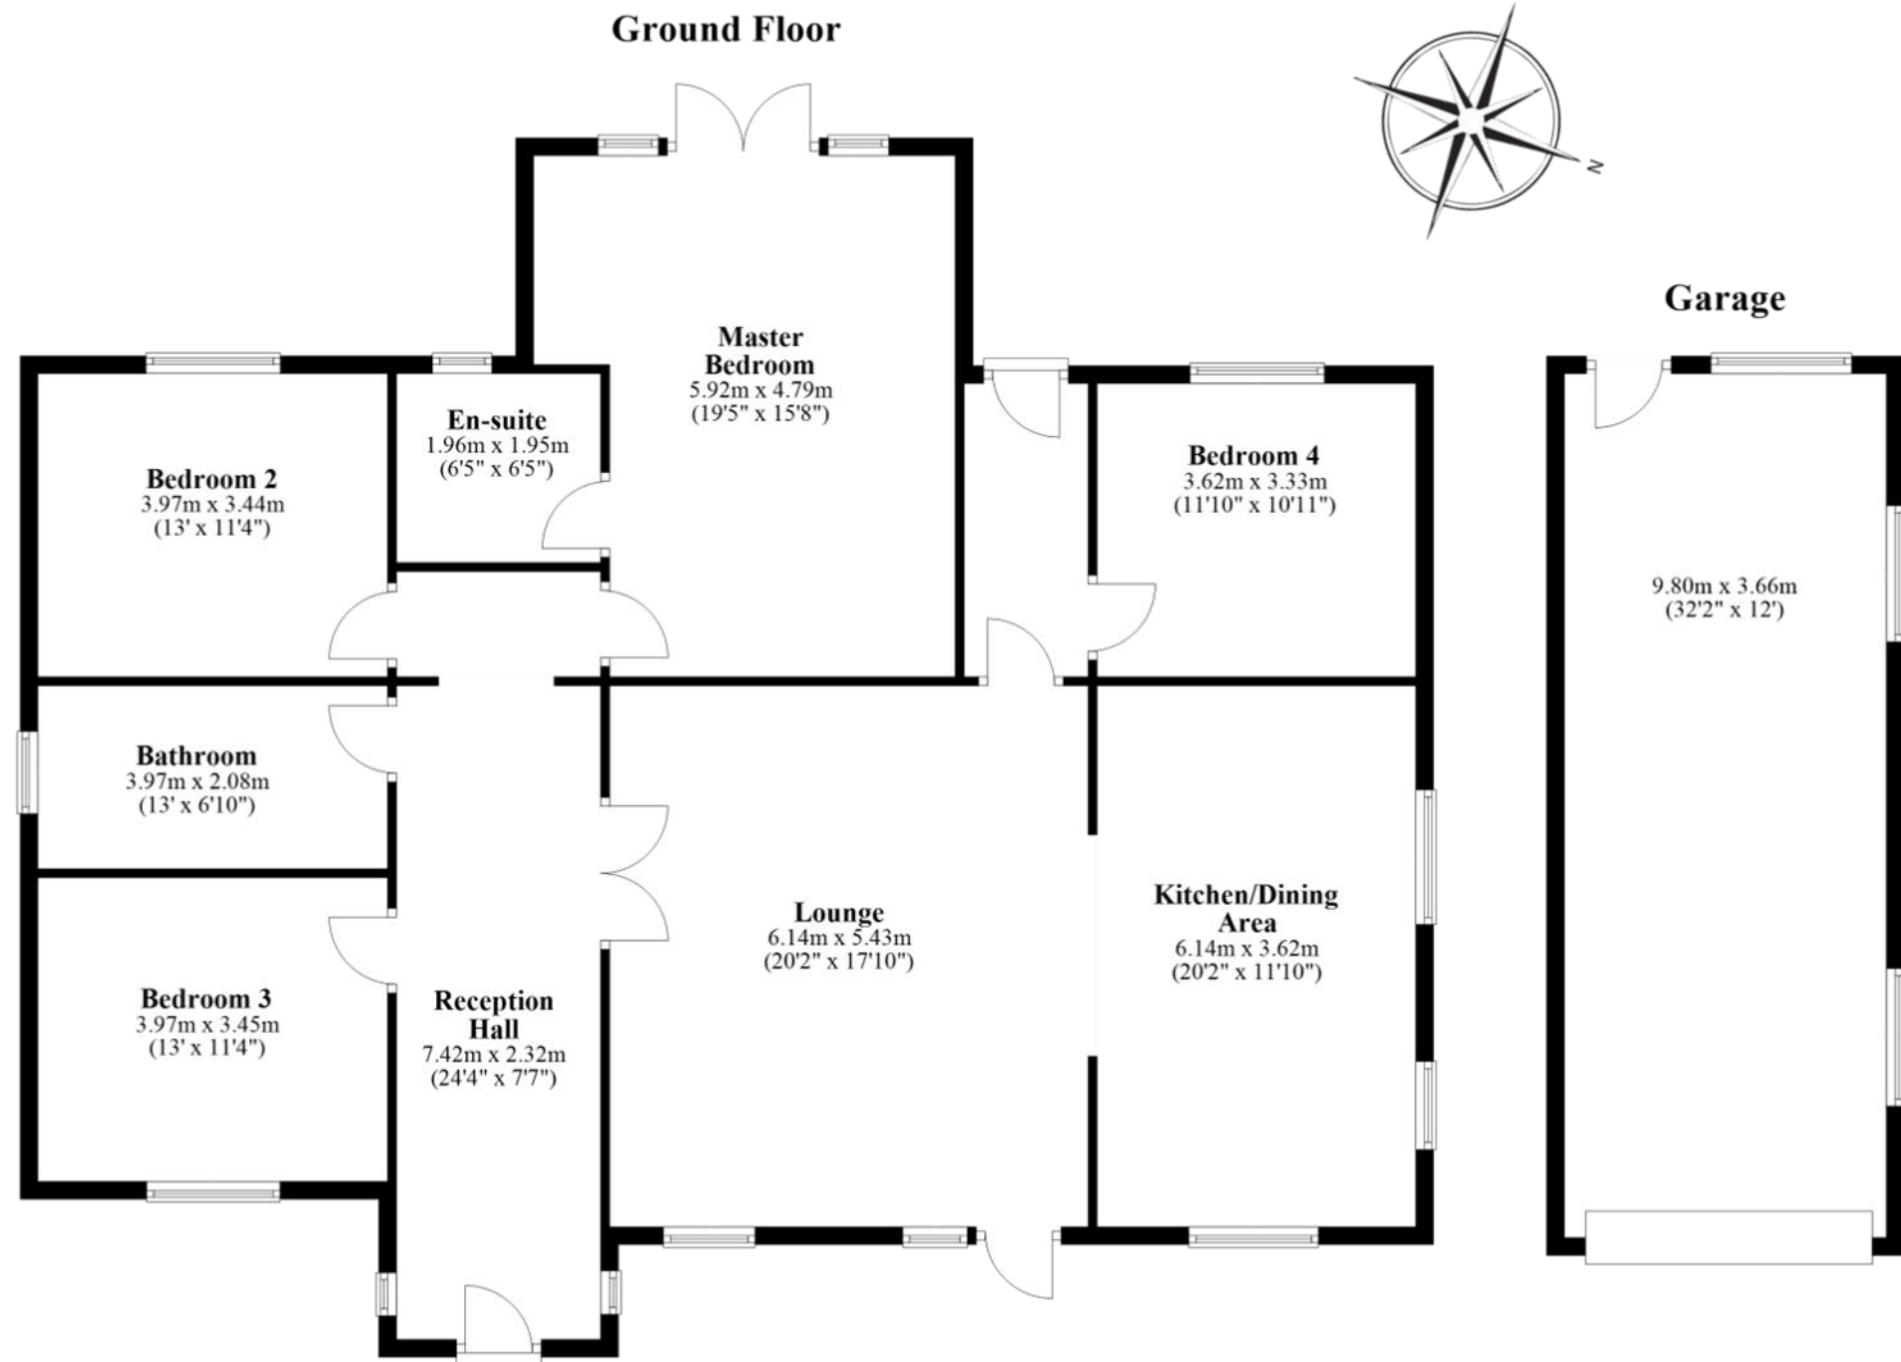 Ground Floor
N
Garage
Master
Bedroom
5.92m x 4.79m
(19'5" x 15'8")
En-suite
1.96m x 1.95m
(6'5" x 6'5")
Bedroom 2
3.97m x 3.44m
(13' x 11'4")
Bedroom 4
3.62m x 3.33m
(11'10" x 10'11")
9.80m x 3.66m
(32'2" x 12')
Bathroom
3.97m x 2.08m
(13' x 6'10")
Lounge
6.14m x 5.43m
(20'2" x 17'10")
Kitchen/Dining
Area
6.14m x 3.62m
(20'2" x 11'10")
Bedroom 3
3.97m x 3.45m
(13' x 11'4")
Reception
Hall
7.42m x 2.32m
(24'4" x 7'7")